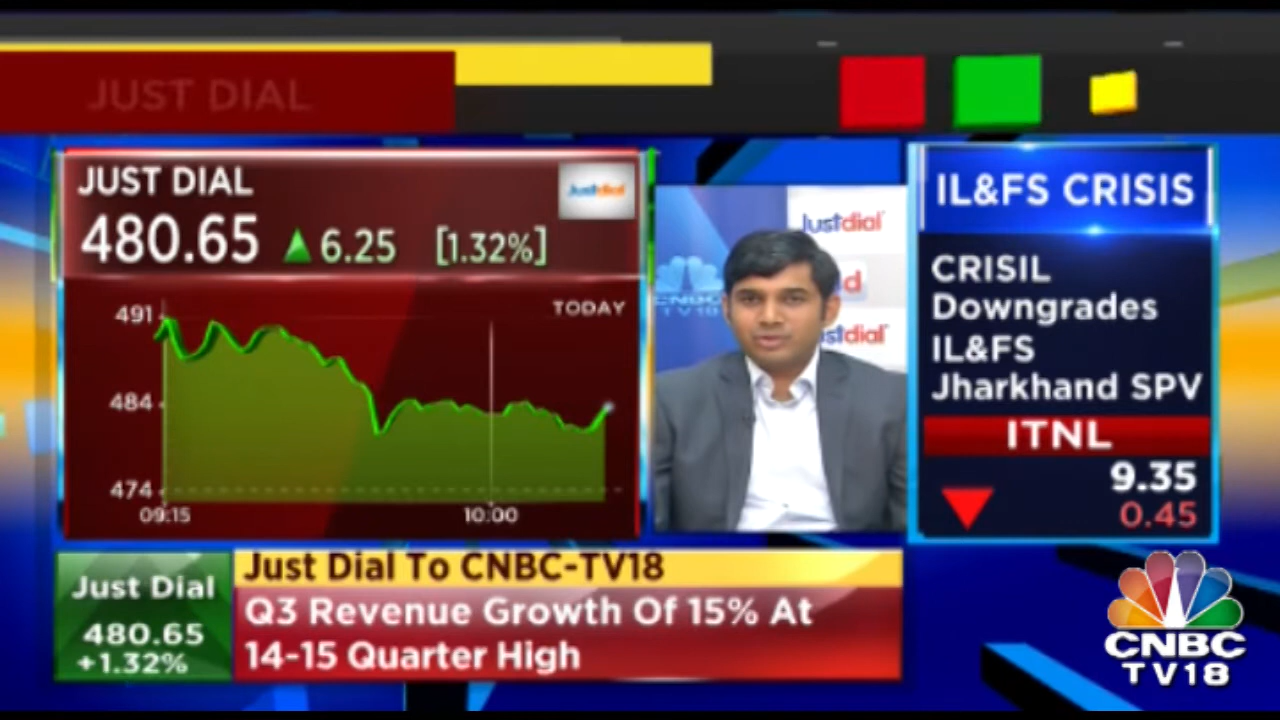 JUST DIAL
JUST DIAL
Justdial
480.65 ▲ 6.25 [1.32%]
TODAY
491
484
474
09:15 10:00
Justdial
d
stdial
CNBC
TV18
IL&FS CRISIS
CRISIL
Downgrades
IL&FS
Jharkhand SPV
ITNL
9.35
0.45
Just Dial
480.65
+1.32%
Just Dial To CNBC-TV18
Q3 Revenue Growth Of 15% At
14-15 Quarter High
CNBC
TV18